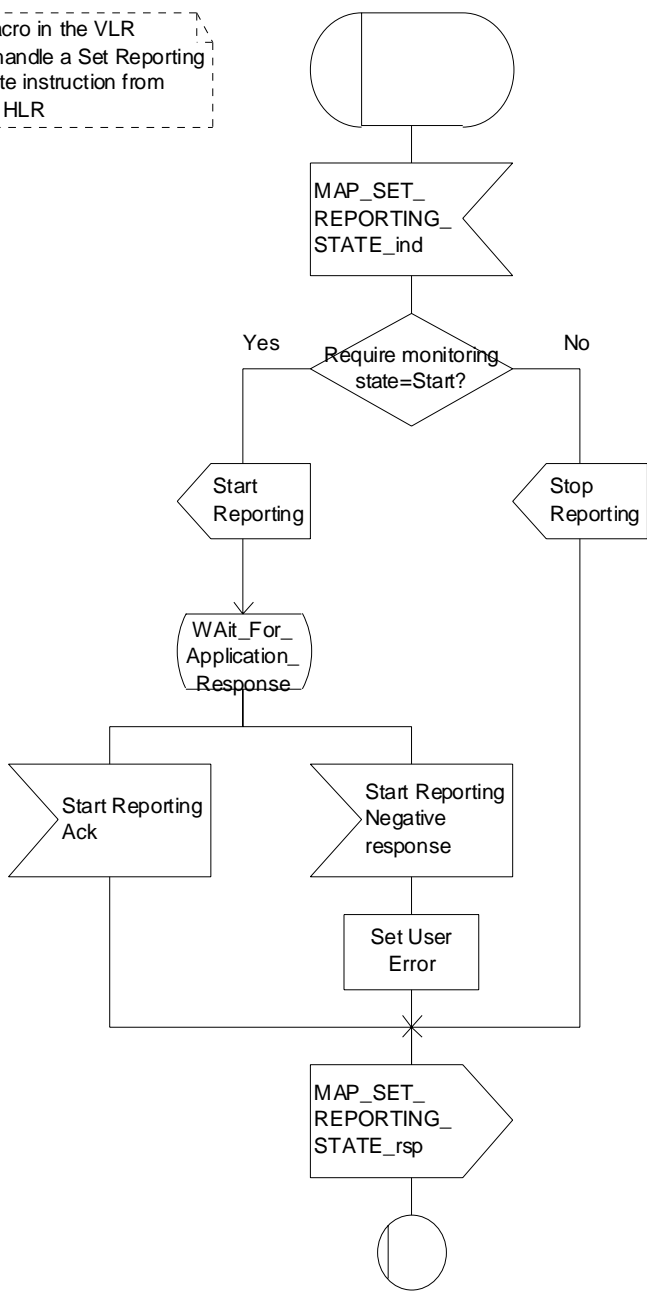 acro in the VLR
handle a Set Reporting
te instruction from
HLR
MAP_SET_
REPORTING_
STATE_ind
Yes
Require monitoring
state=Start?
No
Start
Reporting
Stop
Reporting
WAit_For_
Application_
Response
Start Reporting
Ack
Start Reporting
Negative
response
Set User
Error
MAP_SET_
REPORTING_
STATE_rsp